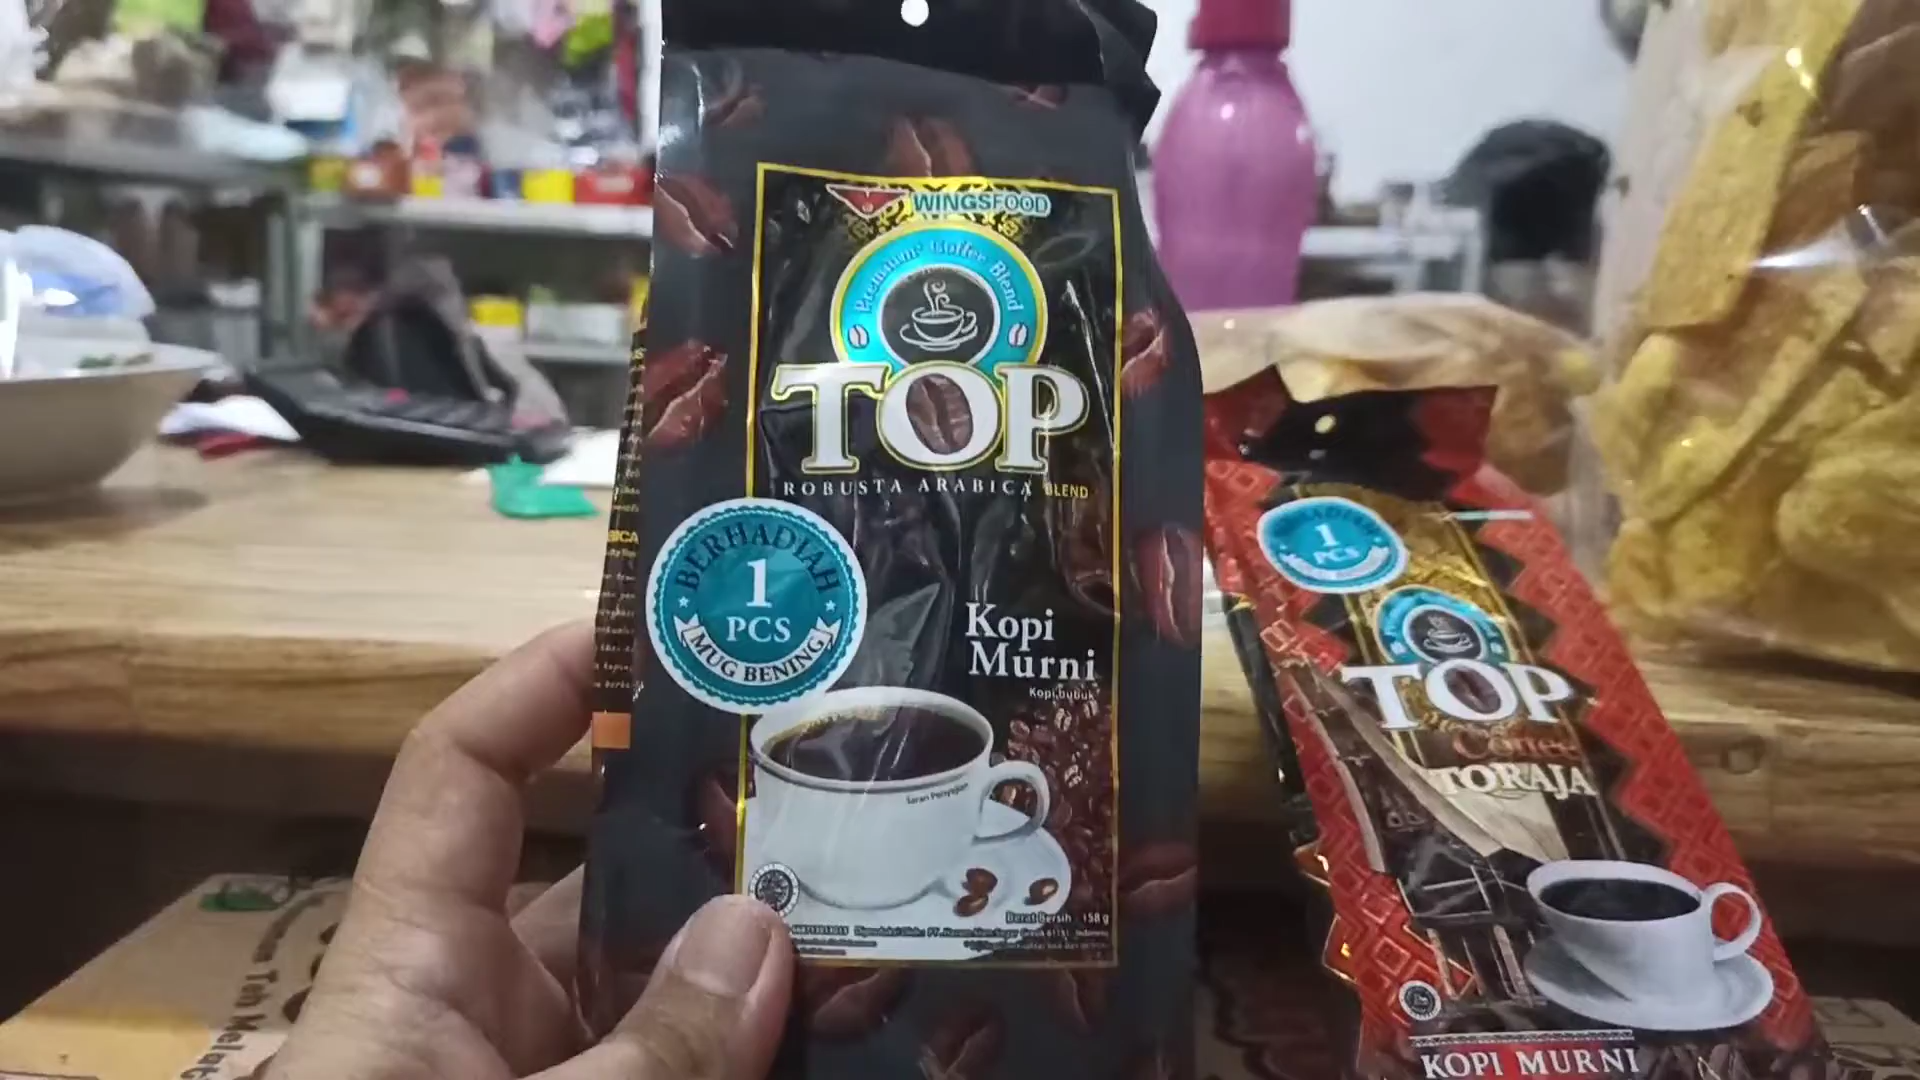 WINGSFOOD
Premium Coffee Blend
TOP
ROBUSTA ARABICA BLEND
BERHADIAH
1
PCS
MUG BENING
Kopi
Murni
Kopi bubuk
Saran Penyajian
Berat Bersih 158 g
1
PCS
TOP
Coffee
TORAJA
KOPI MURNI